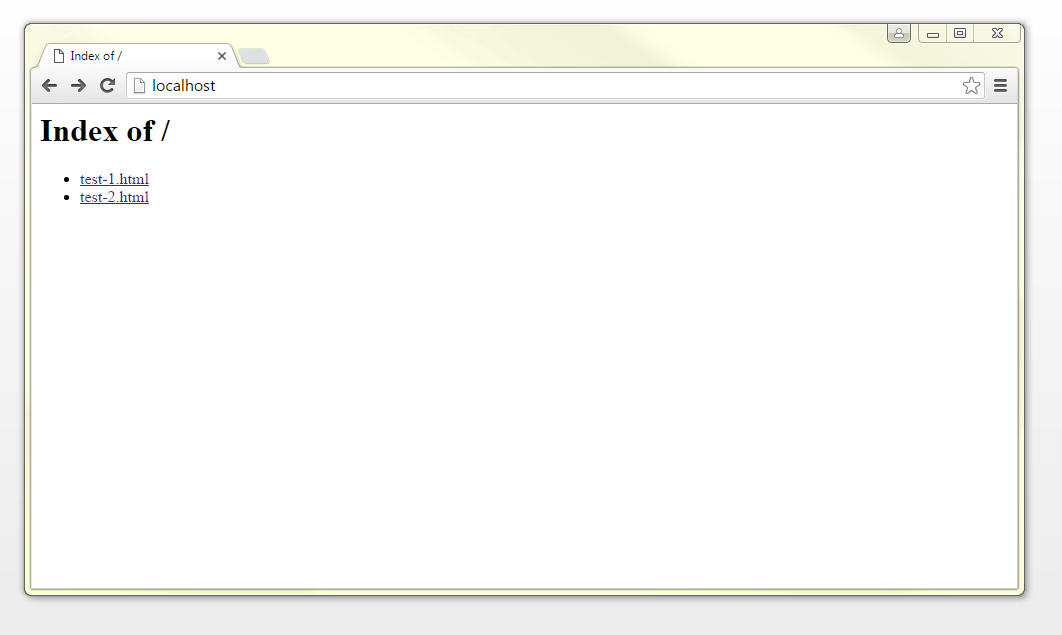 Index of /
localhost
Index of /
test-1.html
test-2.html